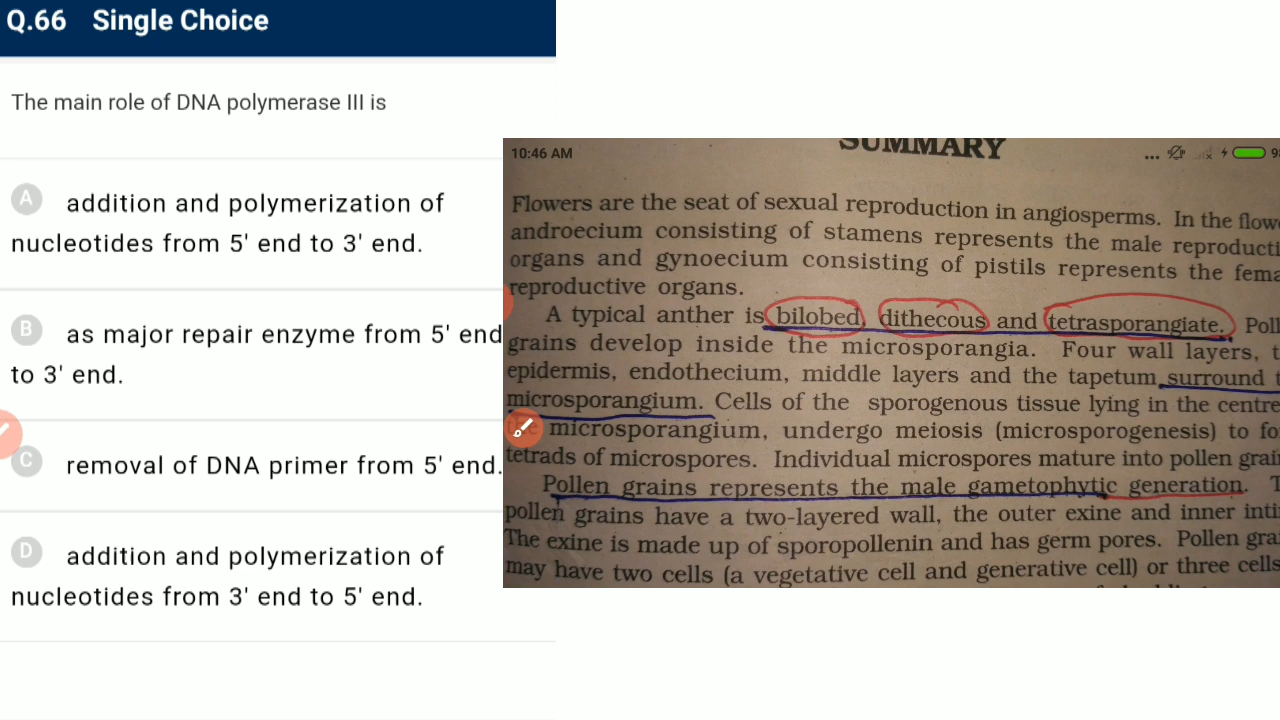 Q.66 Single Choice
The main role of DNA polymerase III is
A addition and polymerization of
nucleotides from 5' end to 3' end.
B as major repair enzyme from 5' end
to 3' end.
C removal of DNA primer from 5' end.
D addition and polymerization of
nucleotides from 3' end to 5' end.
10:46 AM
SUMMARY
Flowers are the seat of sexual reproduction in angiosperms. In the
androecium consisting of stamens represents the male
organs and gynoecium consisting of pistils represents the
reproductive organs.
A typical anther is bilobed, dithecous and tetrasporangiate.
grains develop inside the microsporangia. Four wall layers,
epidermis, endothecium, middle layers and the tapetum surround
microsporangium. Cells of the sporogenous tissue lying in the centre
microsporangium, undergo meiosis (microsporogenesis) to
tetrads of microspores. Individual microspores mature into pollen
Pollen grains represents the male gametophytic generation.
pollen grains have a two-layered wall, the outer exine and inner
The exine is made up of sporopollenin and has germ pores. Pollen
may have two cells (a vegetative cell and generative cell) or three cells